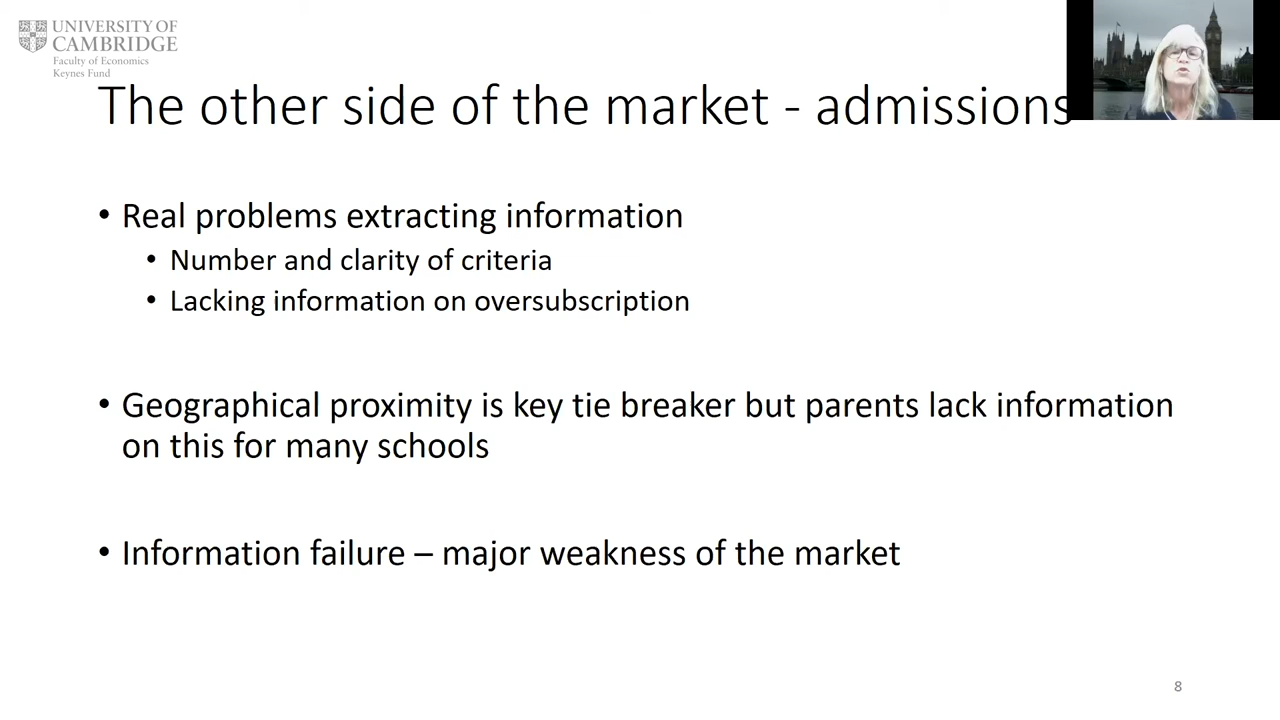 UNIVERSITY OF
CAMBRIDGE
Faculty of Economics
Keynes Fund
The other side of the market - admissions
• Real problems extracting information
• Number and clarity of criteria
• Lacking information on oversubscription
• Geographical proximity is key tie breaker but parents lack information
on this for many schools
• Information failure – major weakness of the market
8